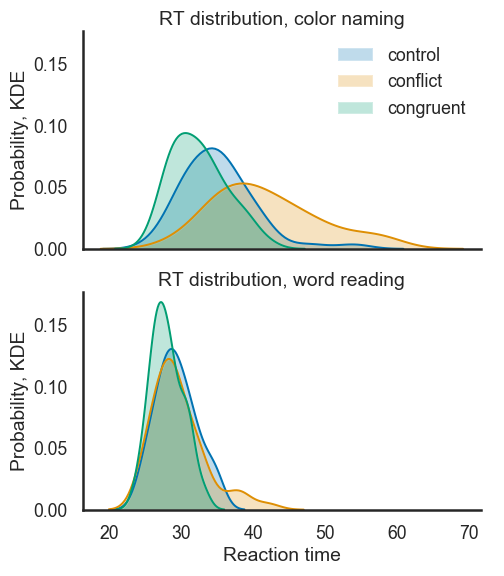 RT distribution, color naming
Probability, KDE
0.15
0.10
0.05
0.00
control
conflict
congruent
RT distribution, word reading
Probability, KDE
0.15
0.10
0.05
0.00
20 30 40 50 60 70
Reaction time